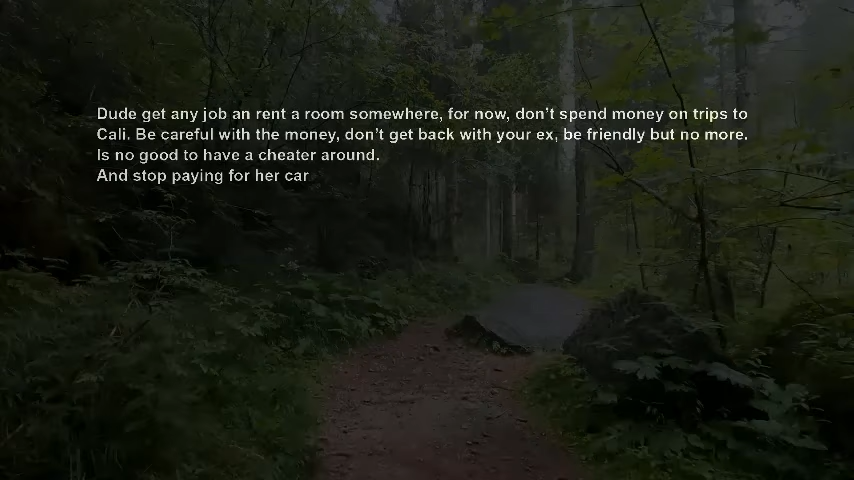 Dude get any job an rent a room somewhere, for now, don't spend money on trips to
Cali. Be careful with the money, don't get back with your ex, be friendly but no more.
Is no good to have a cheater around.
And stop paying for her car